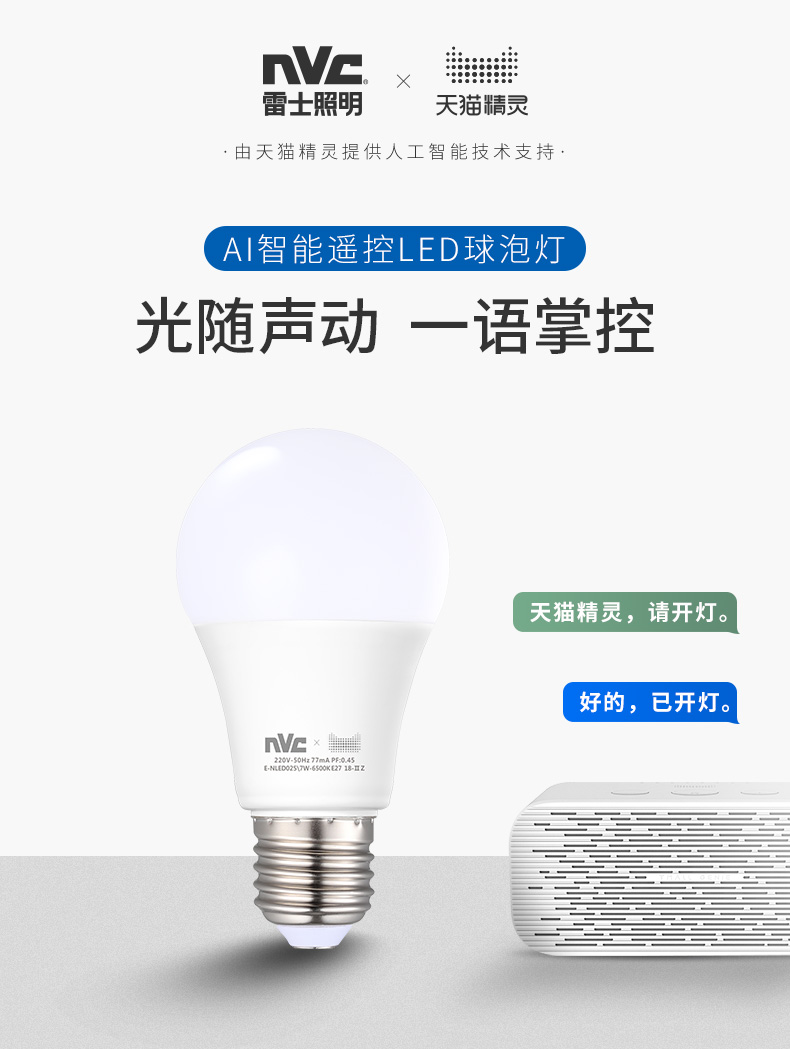 nVc
雷士照明
×
天猫精灵
·由天猫精灵提供人工智能技术支持·
AI智能遥控LED球泡灯
光随声动 一语掌控
天猫精灵，请开灯。
好的，已开灯。
nVc ×
220V~50Hz 77mA PF:0.45
E-NLED025\7W-6500KE27 18-ⅡZ